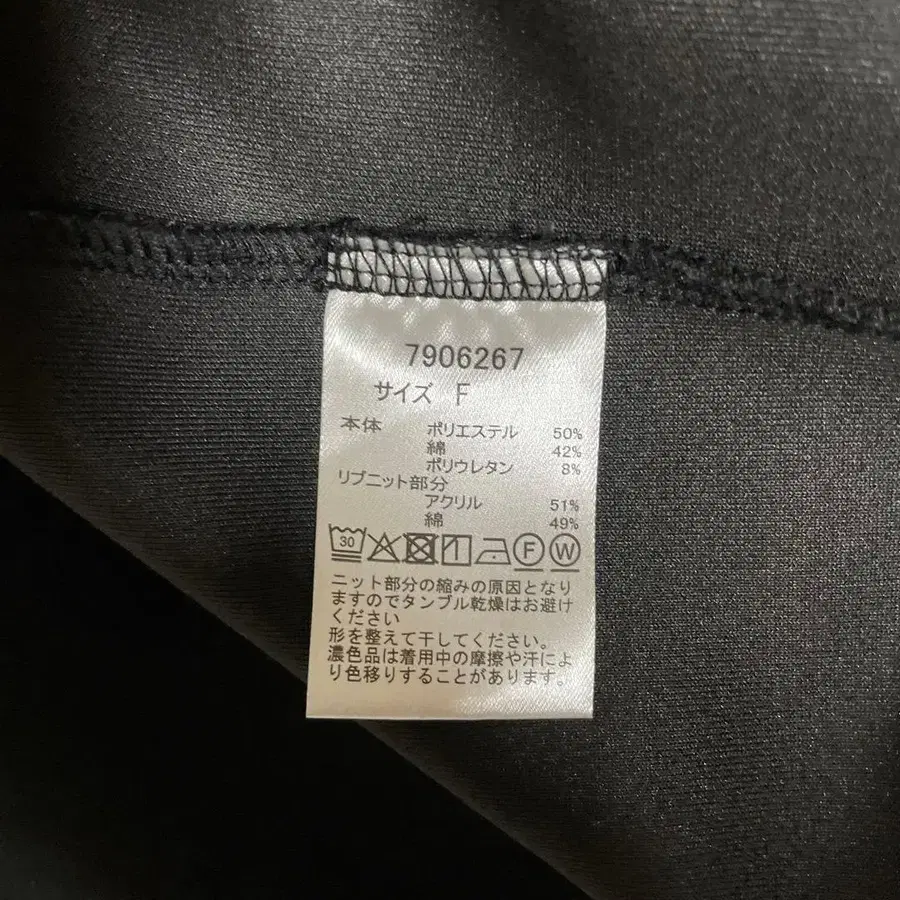 7906267
サイズ F
本体 ポリエステル 50%
綿 42%
ポリウレタン 8%
リブニット部分
アクリル 51%
綿 49%
30 F W
ニット部分の縮みの原因となり
ますのでタンブル乾燥はお避け
ください
形を整えて干してください。
濃色品は着用中の摩擦や汗によ
り色移りすることがあります。